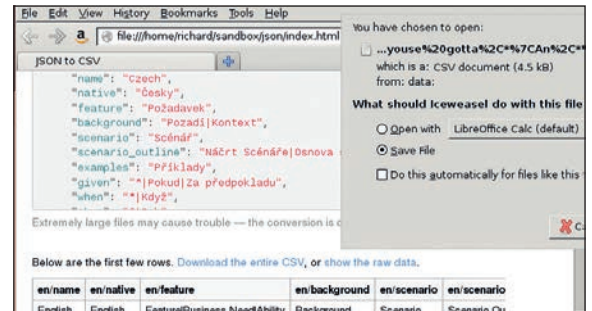 File Edit View History Bookmarks Tools Help
file:///home/richard/sandbox/json/index.html
JSON to CSV
"name": "Czech",
"native": "Česky",
"feature": "Požadavek",
"background": "Pozadí|Kontext",
"scenario": "Scénář",
"scenario_outline": "Náčrt Scénáře|Osnova
"examples": "Příklady",
"given": "*|Pokud|Za předpokladu",
"when": "*|Když",
Extremely large files may cause trouble — the conversion is
Below are the first few rows. Download the entire CSV, or show the raw data.
en/name en/native en/feature en/background en/scenario en/scenario
English English Feature|Business Need|Ability Background Scenario Scenario
You have chosen to open:
...youse%20gotta%2C*%7CAn%2C*
which is a: CSV document (4.5 kB)
from: data:
What should Iceweasel do with this file
Open with LibreOffice Calc (default)
Save File
Do this automatically for files like this